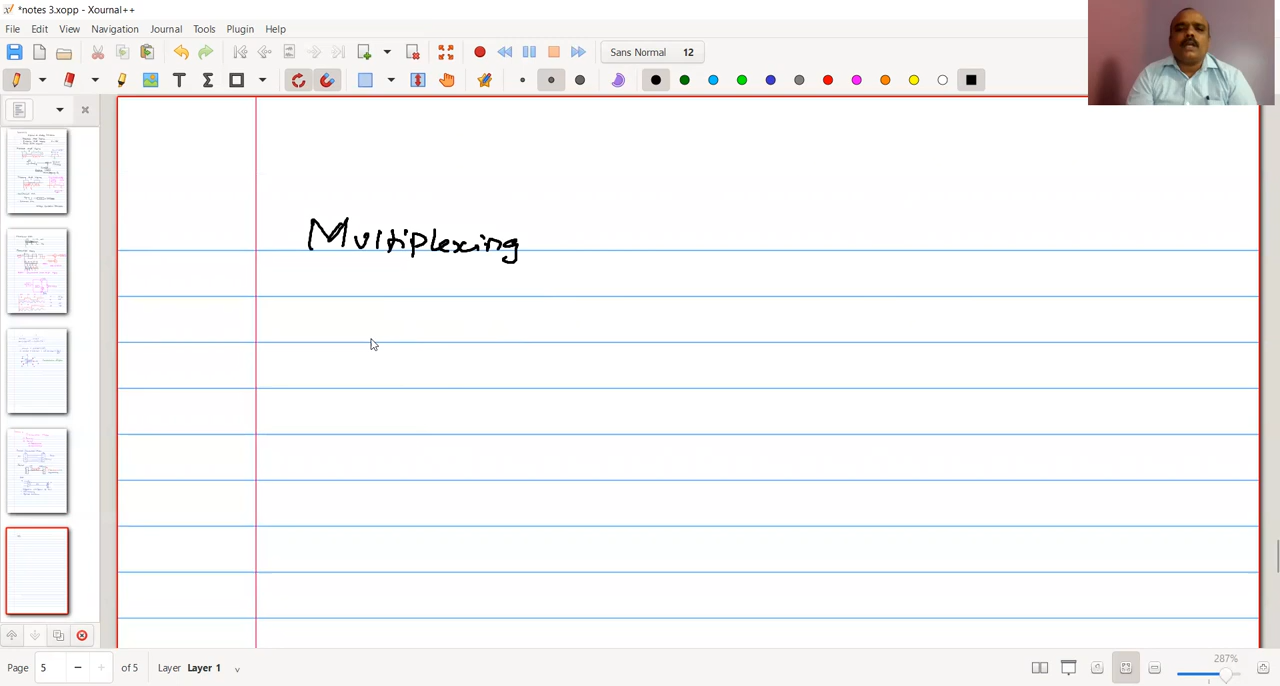 *notes 3.xopp - Xournal++
File Edit View Navigation Journal Tools Plugin Help
Sans Normal 12
Multiplexing
Page 5 of 5 Layer Layer 1 287%